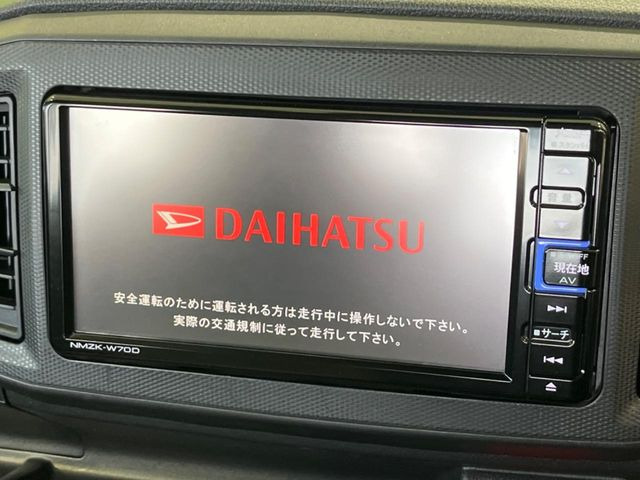 DAIHATSU
安全運転のために運転される方は走行中に操作しないで下さい。
実際の交通規制に従って走行して下さい。
NMZK-W70D
音量
現在地
AV
サーチ